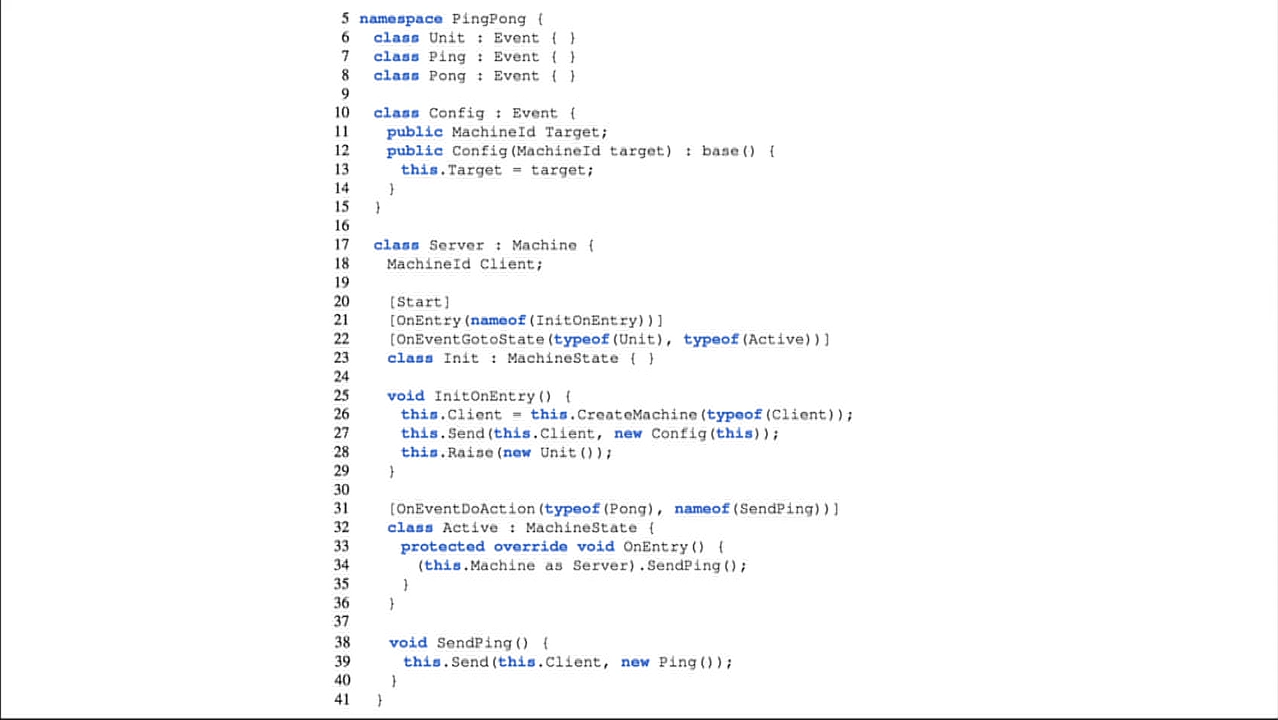 5 namespace PingPong {
6 class Unit : Event { }
7 class Ping : Event { }
8 class Pong : Event { }
9
10 class Config : Event {
11 public MachineId Target;
12 public Config(MachineId target) : base() {
13 this.Target = target;
14 }
15 }
16
17 class Server : Machine {
18 MachineId Client;
19
20 [Start]
21 [OnEntry(nameof(InitOnEntry))]
22 [OnEventGotoState(typeof(Unit), typeof(Active))]
23 class Init : MachineState { }
24
25 void InitOnEntry() {
26 this.Client = this.CreateMachine(typeof(Client));
27 this.Send(this.Client, new Config(this));
28 this.Raise(new Unit());
29 }
30
31 [OnEventDoAction(typeof(Pong), nameof(SendPing))]
32 class Active : MachineState {
33 protected override void OnEntry() {
34 (this.Machine as Server).SendPing();
35 }
36 }
37
38 void SendPing() {
39 this.Send(this.Client, new Ping());
40 }
41 }